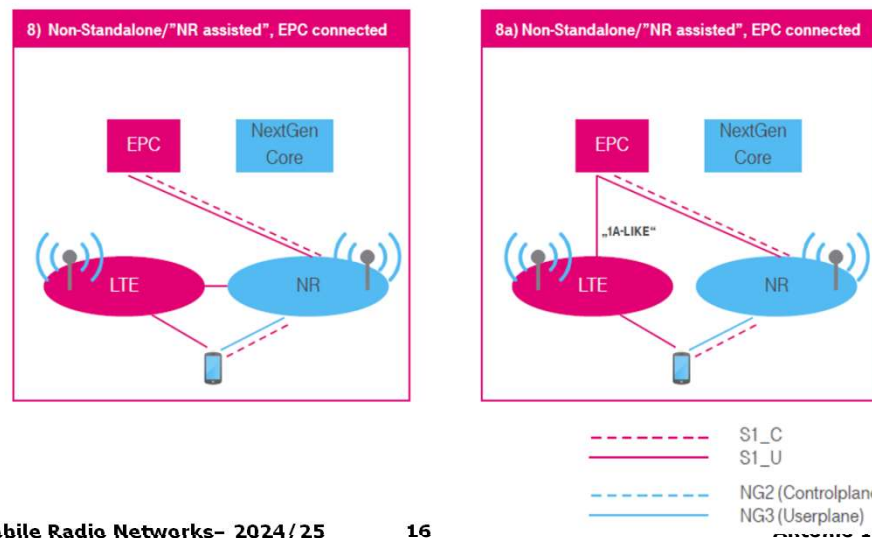 8) Non-Standalone/"NR assisted", EPC connected
EPC
NextGen
Core
LTE
NR
8a) Non-Standalone/"NR assisted", EPC connected
EPC
NextGen
Core
„1A-LIKE“
LTE
NR
S1_C
S1_U
NG2 (Controlplane
NG3 (Userplane)
Radio Networks– 2024/25
16